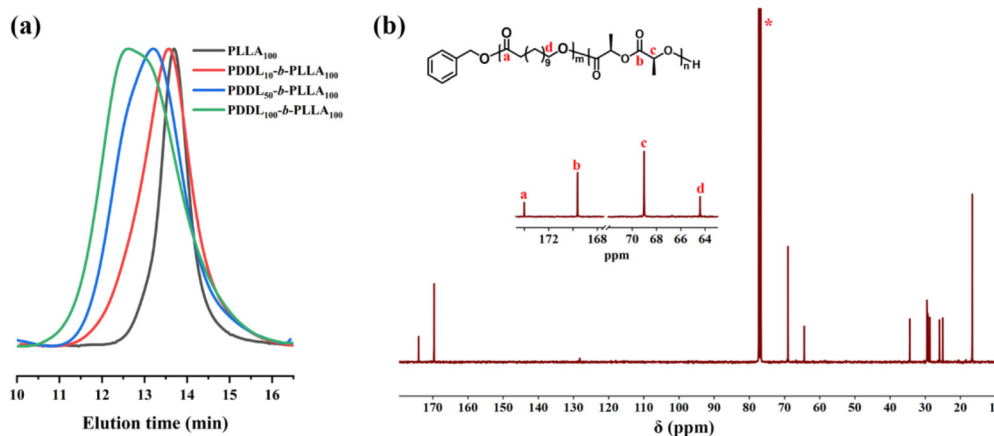 (a)
PLLA100
PDDL10-b-PLLA100
PDDL50-b-PLLA100
PDDL100-b-PLLA100
10 11 12 13 14 15 16
Elution time (min)
(b)
*
O O d O O c O
O a 9 O m O b O n H
a b c d
172 168 70 68 66 64
ppm
170 160 150 140 130 120 110 100 90 80 70 60 50 40 30 20 10
δ (ppm)